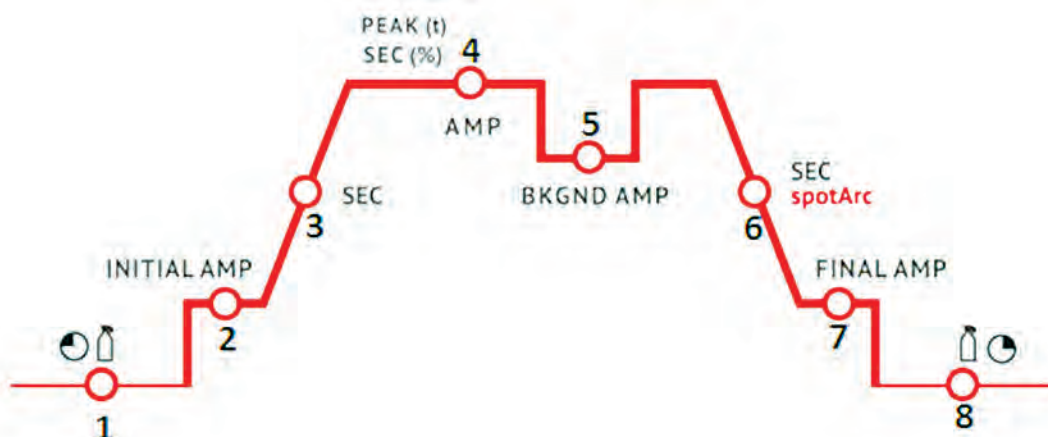 PEAK (t)
SEC (%) 4
AMP
5
BKGND AMP
SEC
3
SEC
spotArc
6
INITIAL AMP
2
FINAL AMP
7
1
8